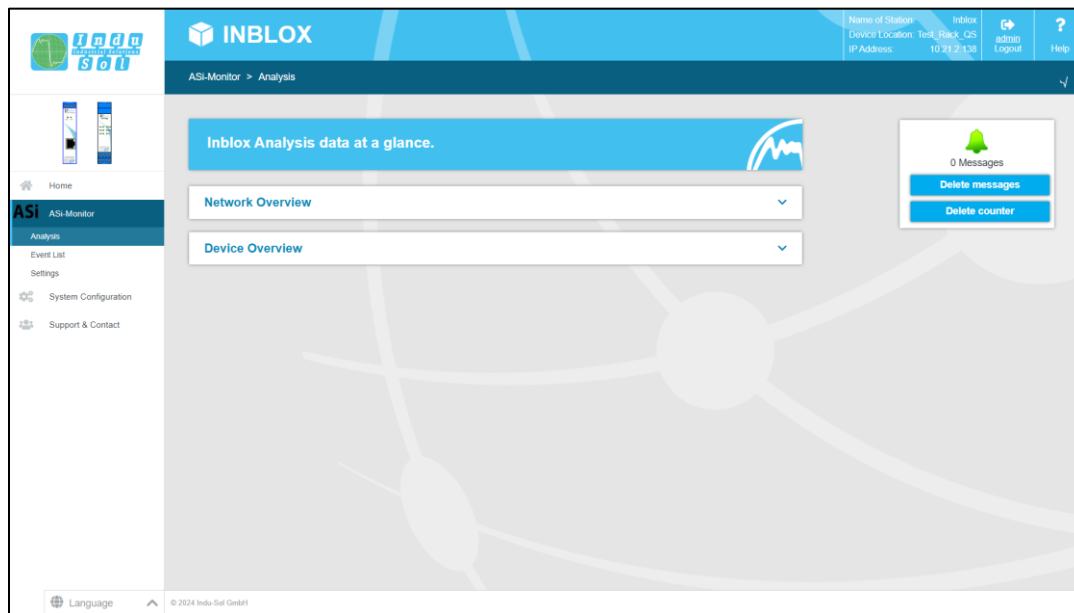 Indu
Industrial Solutions
Sol
INBLOX
Name of Station: Inblox
Device Location: Test_Rack_QS
IP Address: 10.21.2.138
admin
Logout
?
Help
ASi-Monitor > Analysis
Inblox Analysis data at a glance.
0 Messages
Delete messages
Delete counter
Network Overview
Device Overview
Home
ASi ASi-Monitor
Analysis
Event List
Settings
System Configuration
Support & Contact
Language
© 2024 Indu-Sol GmbH